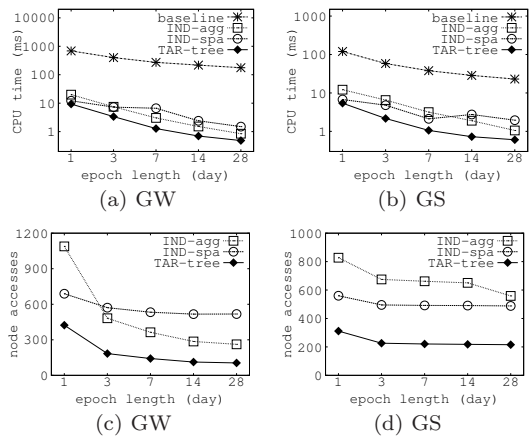 10000
1000
100
10
1
CPU time (ms)
baseline
IND-agg
IND-spa
TAR-tree
1 3 7 14 28
epoch length (day)
(a) GW
1000
100
10
1
CPU time (ms)
baseline
IND-agg
IND-spa
TAR-tree
1 3 7 14 28
epoch length (day)
(b) GS
1200
900
600
300
0
node accesses
IND-agg
IND-spa
TAR-tree
1 3 7 14 28
epoch length (day)
(c) GW
1000
800
600
400
200
0
node accesses
IND-agg
IND-spa
TAR-tree
1 3 7 14 28
epoch length (day)
(d) GS